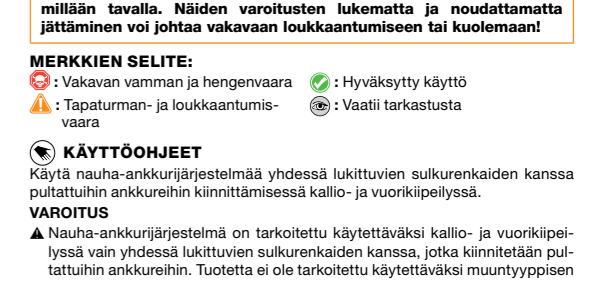 millään tavalla. Näiden varoitusten lukematta ja noudattamatta
jättäminen voi johtaa vakavaan loukkaantumiseen tai kuolemaan!
MERKKIEN SELITE:
: Vakavan vamman ja hengenvaara
: Tapaturman- ja loukkaantumis-
vaara
: Hyväksytty käyttö
: Vaatii tarkastusta
KÄYTTÖOHJEET
Käytä nauha-ankkurijärjestelmää yhdessä lukittuvien sulkurenkaiden kanssa
pultattuihin ankkureihin kiinnittämisessä kallio- ja vuorikiipeilyssä.
VAROITUS
Nauha-ankkurijärjestelmä on tarkoitettu käytettäväksi kallio- ja vuorikiipei-
lyssä vain yhdessä lukittuvien sulkurenkaiden kanssa, jotka kiinnitetään pul-
tattuihin ankkureihin. Tuotetta ei ole tarkoitettu käytettäväksi muuntyyppisen